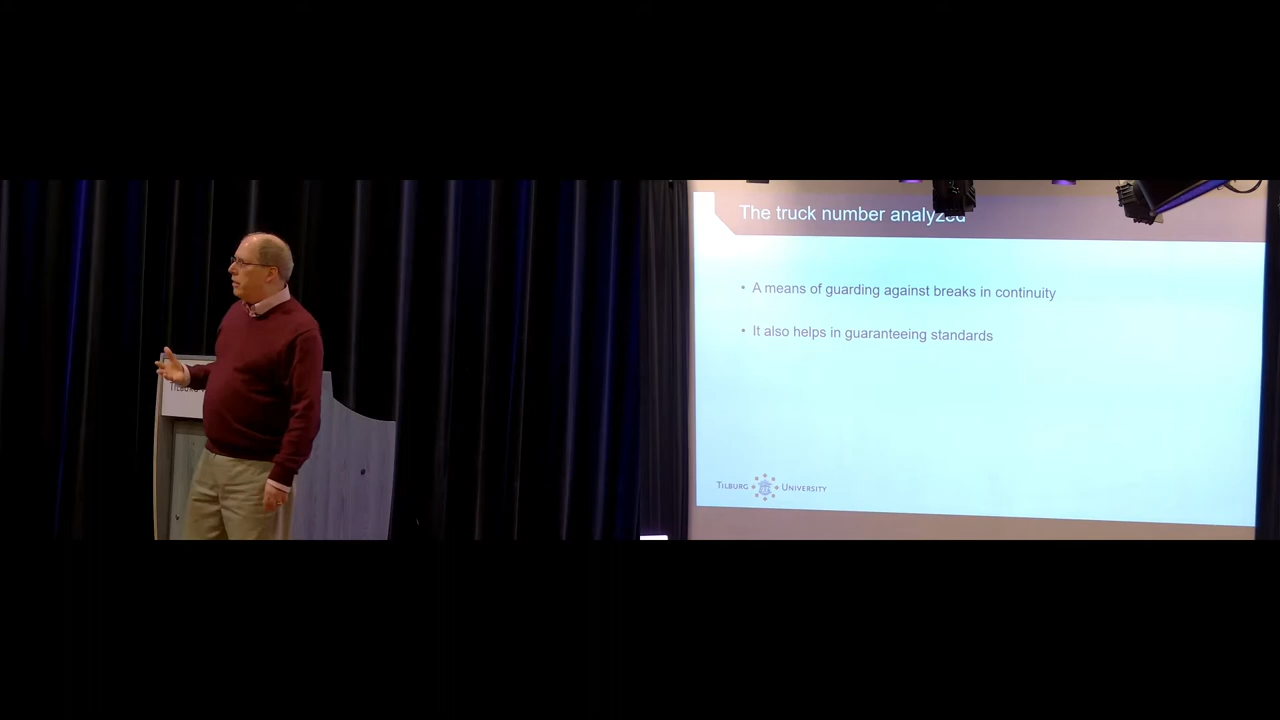 The truck number analyzed
• A means of guarding against breaks in continuity
• It also helps in guaranteeing standards
TILBURG UNIVERSITY